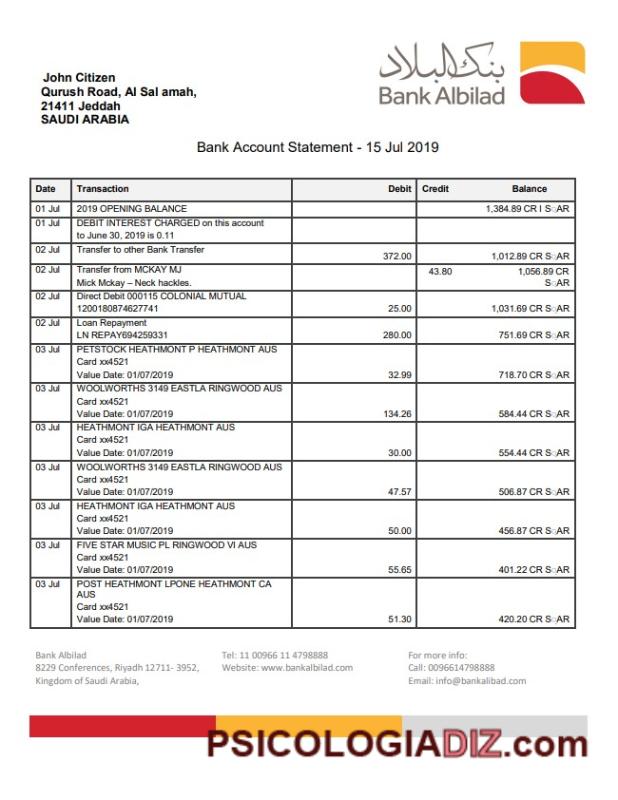 John Citizen
Qurush Road, Al Sal amah,
21411 Jeddah
SAUDI ARABIA
بنك البلاد
Bank Albilad
Bank Account Statement - 15 Jul 2019
Date Transaction Debit Credit Balance
01 Jul 2019 OPENING BALANCE 1,384.89 CR I SAR
01 Jul DEBIT INTEREST CHARGED on this account
to June 30, 2019 is 0.11
02 Jul Transfer to other Bank Transfer
372.00 1,012.89 CR SAR
02 Jul Transfer from MCKAY MJ 43.80 1,056.89 CR
Mick Mckay – Neck hackles. SAR
02 Jul Direct Debit 000115 COLONIAL MUTUAL
1200180874627741 25.00 1,031.69 CR SAR
02 Jul Loan Repayment
LN REPAY694259331 280.00 751.69 CR SAR
03 Jul PETSTOCK HEATHMONT P HEATHMONT AUS
Card xx4521
Value Date: 01/07/2019 32.99 718.70 CR SAR
03 Jul WOOLWORTHS 3149 EASTLA RINGWOOD AUS
Card xx4521
Value Date: 01/07/2019 134.26 584.44 CR SAR
03 Jul HEATHMONT IGA HEATHMONT AUS
Card xx4521
Value Date: 01/07/2019 30.00 554.44 CR SAR
03 Jul WOOLWORTHS 3149 EASTLA RINGWOOD AUS
Card xx4521
Value Date: 01/07/2019 47.57 506.87 CR SAR
03 Jul HEATHMONT IGA HEATHMONT AUS
Card xx4521
Value Date: 01/07/2019 50.00 456.87 CR SAR
03 Jul FIVE STAR MUSIC PL RINGWOOD VI AUS
Card xx4521
Value Date: 01/07/2019 55.65 401.22 CR SAR
03 Jul POST HEATHMONT LPONE HEATHMONT CA
AUS
Card xx4521
Value Date: 01/07/2019 51.30 420.20 CR SAR
Bank Albilad Tel: 11 00966 11 4798888 For more info:
8229 Conferences, Riyadh 12711- 3952, Website: www.bankalbilad.com Call: 0096614798888
Kingdom of Saudi Arabia, Email: info@bankalibad.com
PSICOLOGIADIZ.com